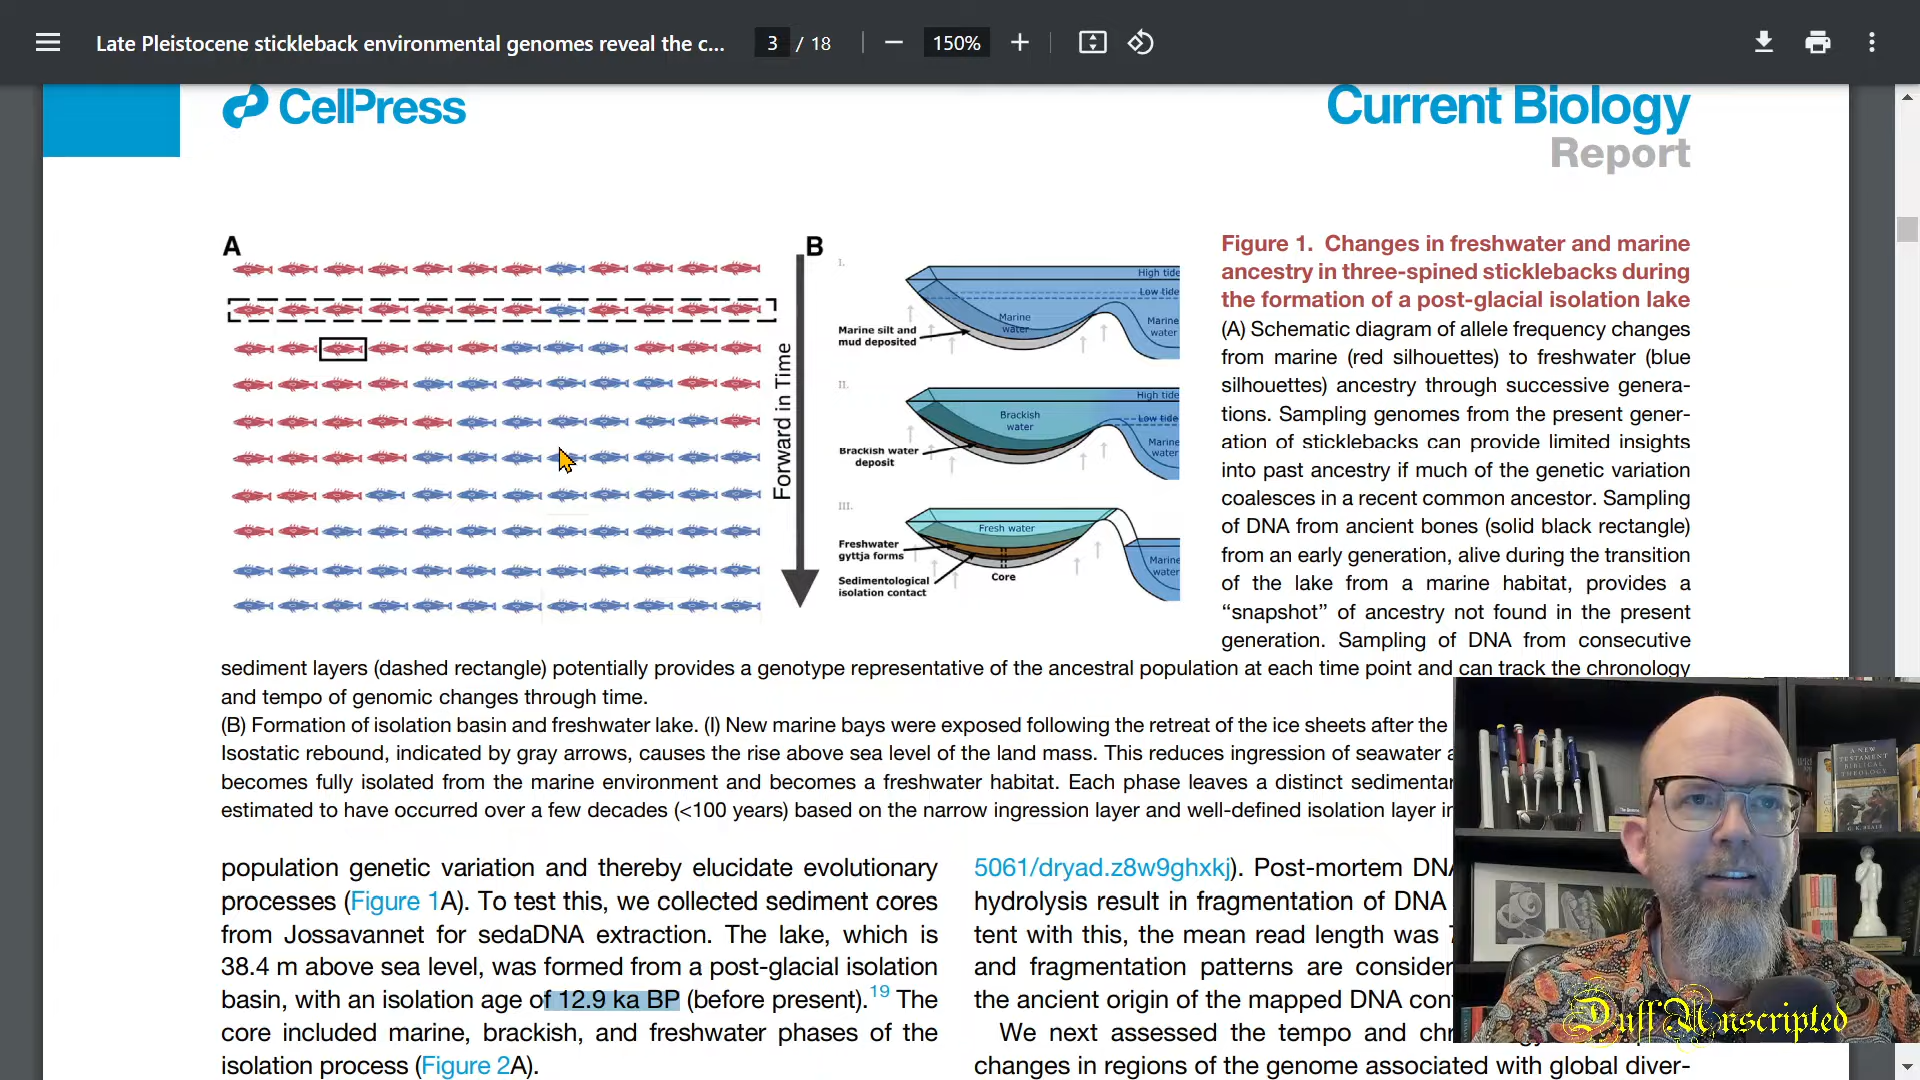 Late Pleistocene stickleback environmental genomes reveal the c...
3 / 18
150%
CellPress
Current Biology
Report
A
Forward in Time
B
I.
High tide
Low tide
Marine water
Marine water
Marine silt and mud deposited
II.
High tide
Low tide
Brackish water
Marine water
Brackish water deposit
III.
Fresh water
Freshwater gyttja forms
Sedimentological isolation contact
Core
Marine water
Figure 1. Changes in freshwater and marine
ancestry in three-spined sticklebacks during
the formation of a post-glacial isolation lake
(A) Schematic diagram of allele frequency changes
from marine (red silhouettes) to freshwater (blue
silhouettes) ancestry through successive genera-
tions. Sampling genomes from the present gener-
ation of sticklebacks can provide limited insights
into past ancestry if much of the genetic variation
coalesces in a recent common ancestor. Sampling
of DNA from ancient bones (solid black rectangle)
from an early generation, alive during the transition
of the lake from a marine habitat, provides a
“snapshot” of ancestry not found in the present
generation. Sampling of DNA from consecutive
sediment layers (dashed rectangle) potentially provides a genotype representative of the ancestral population at each time point and can track the chronology
and tempo of genomic changes through time.
(B) Formation of isolation basin and freshwater lake. (I) New marine bays were exposed following the retreat of the ice sheets after the
Isostatic rebound, indicated by gray arrows, causes the rise above sea level of the land mass. This reduces ingression of seawater
becomes fully isolated from the marine environment and becomes a freshwater habitat. Each phase leaves a distinct
estimated to have occurred over a few decades (<100 years) based on the narrow ingression layer and well-defined isolation layer
population genetic variation and thereby elucidate evolutionary
processes (Figure 1A). To test this, we collected sediment cores
from Jossavannet for sedaDNA extraction. The lake, which is
38.4 m above sea level, was formed from a post-glacial isolation
basin, with an isolation age of 12.9 ka BP (before present).19 The
core included marine, brackish, and freshwater phases of the
isolation process (Figure 2A).
5061/dryad.z8w9ghxkj). Post-mortem DNA
hydrolysis result in fragmentation of DNA
tent with this, the mean read length was
and fragmentation patterns are
the ancient origin of the mapped DNA
We next assessed the tempo and
changes in regions of the genome associated with global diver-
A NEW
TESTAMENT
BIBLICAL
THEOLOGY
G. K. BEALE
Duff Unscripted